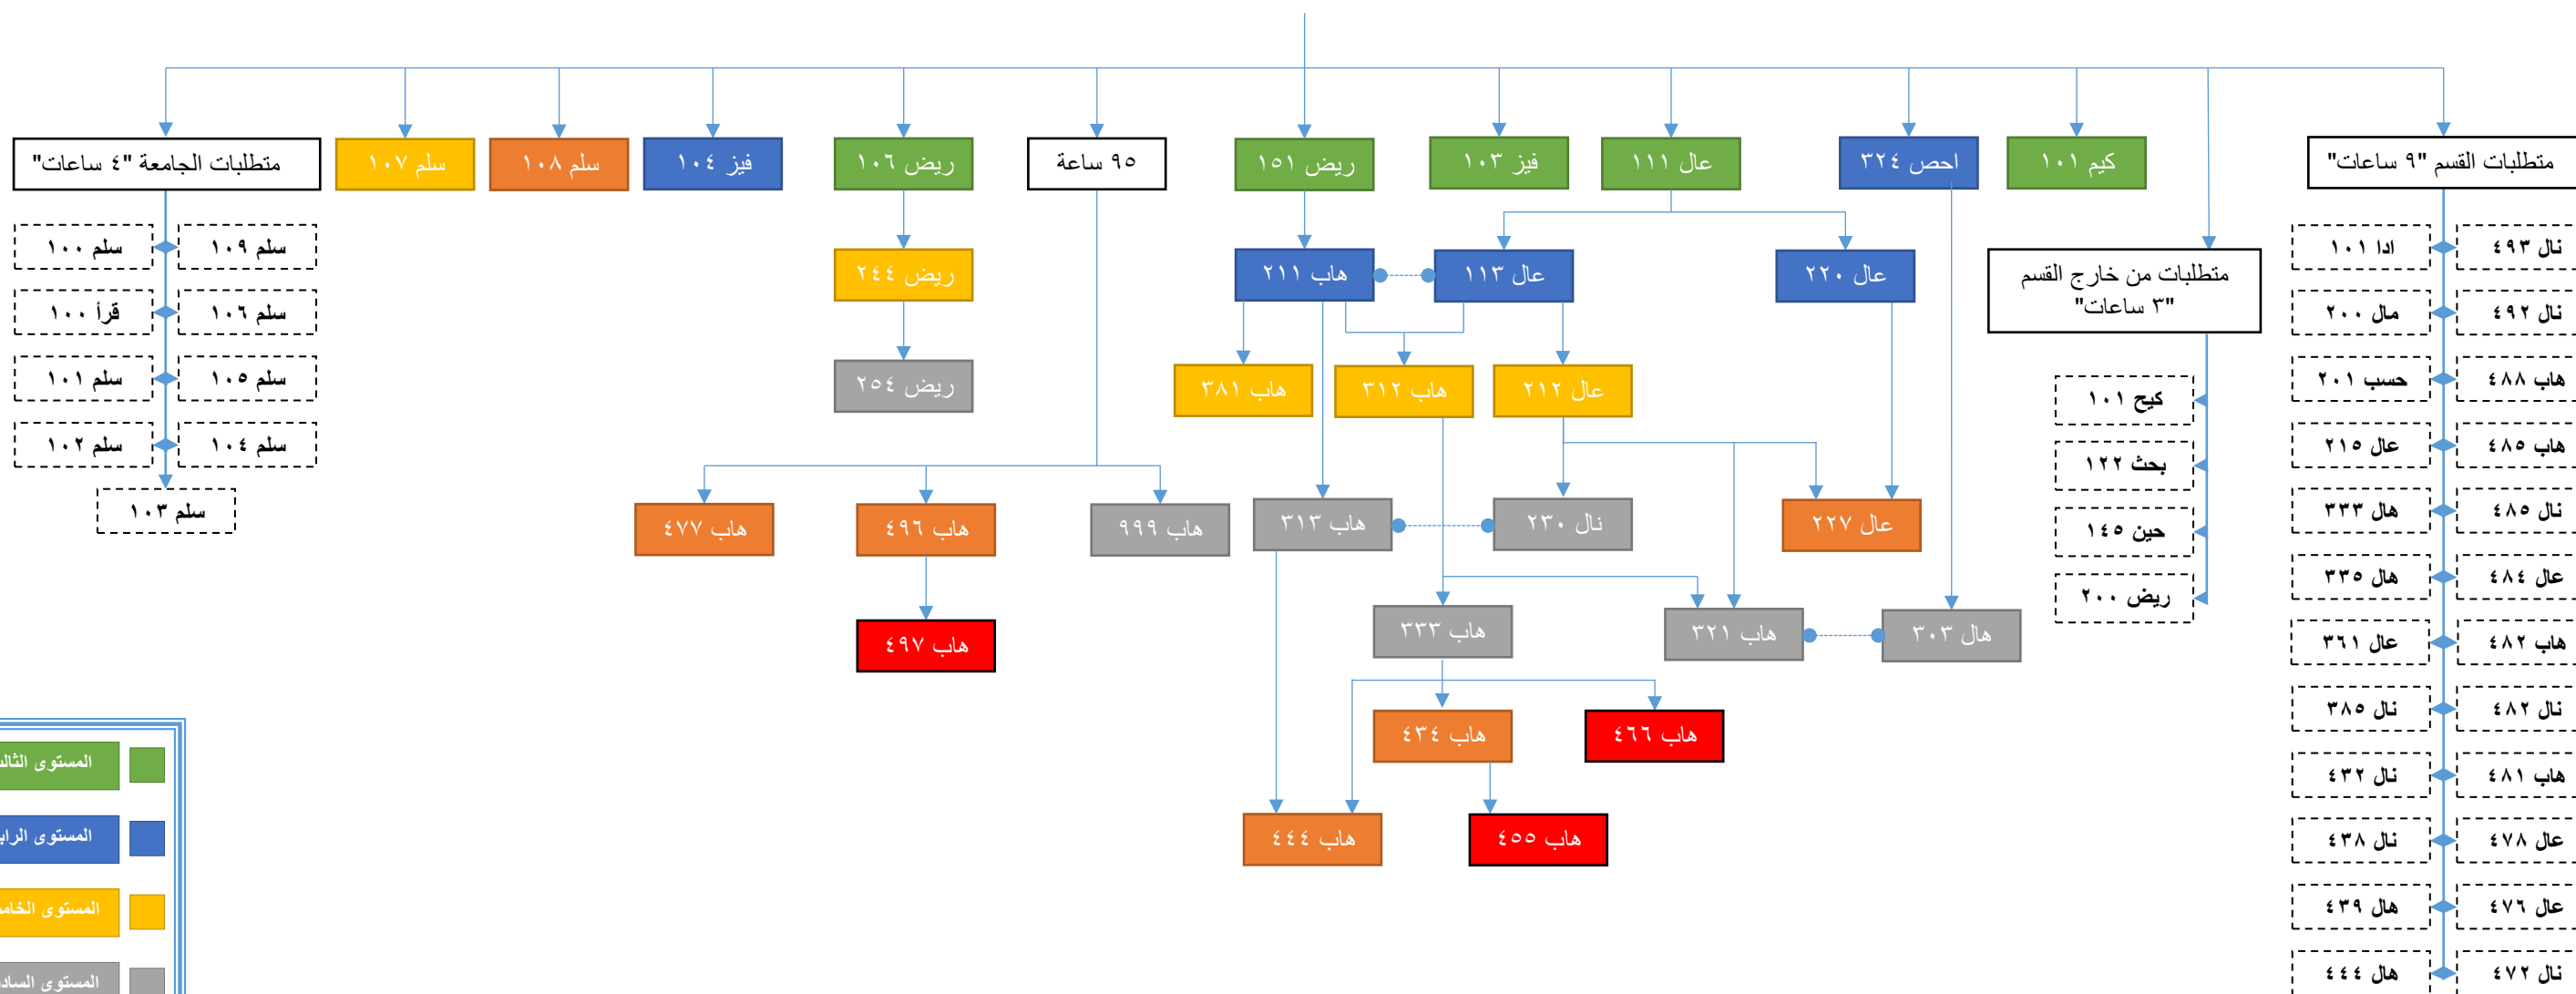 متطلبات القسم "٩ ساعات"
كيم ١٠١
احص ٣٢٤
عال ١١١
فيز ١٠٣
ريض ١٥١
٩٥ ساعة
ريض ١٠٦
فيز ١٠٤
سلم ١٠٨
سلم ١٠٧
متطلبات الجامعة "٤ ساعات"
نال ٤٩٣
ادا ١٠١
نال ٤٩٢
مال ٢٠٠
هاب ٤٨٨
حسب ٢٠١
هاب ٤٨٥
عال ٢١٥
نال ٤٨٥
هال ٣٣٣
عال ٤٨٤
هال ٣٣٥
هاب ٤٨٢
عال ٣٦١
نال ٤٨٢
نال ٣٨٥
هاب ٤٨١
نال ٤٣٢
عال ٤٧٨
نال ٤٣٨
عال ٤٧٦
هال ٤٣٩
نال ٤٧٢
هال ٤٤٤
متطلبات من خارج القسم
"٣ ساعات"
كيح ١٠١
بحث ١٢٢
حين ١٤٥
ريض ٢٠٠
عال ٢٢٠
عال ١١٣
هاب ٢١١
ريض ٢٤٤
عال ٢١٢
هاب ٣١٢
هاب ٣٨١
ريض ٢٥٤
عال ٢٢٧
نال ٢٣٠
هاب ٣١٣
هاب ٩٩٩
هاب ٤٩٦
هاب ٤٧٧
هال ٣٠٣
هاب ٣٢١
هاب ٣٣٣
هاب ٤٩٧
هاب ٤٦٦
هاب ٤٣٤
هاب ٤٥٥
هاب ٤٤٤
سلم ١٠٩
سلم ١٠٠
سلم ١٠٦
قرأ ١٠٠
سلم ١٠٥
سلم ١٠١
سلم ١٠٤
سلم ١٠٢
سلم ١٠٣
المستوى
المستوى
المستوى
المستوى